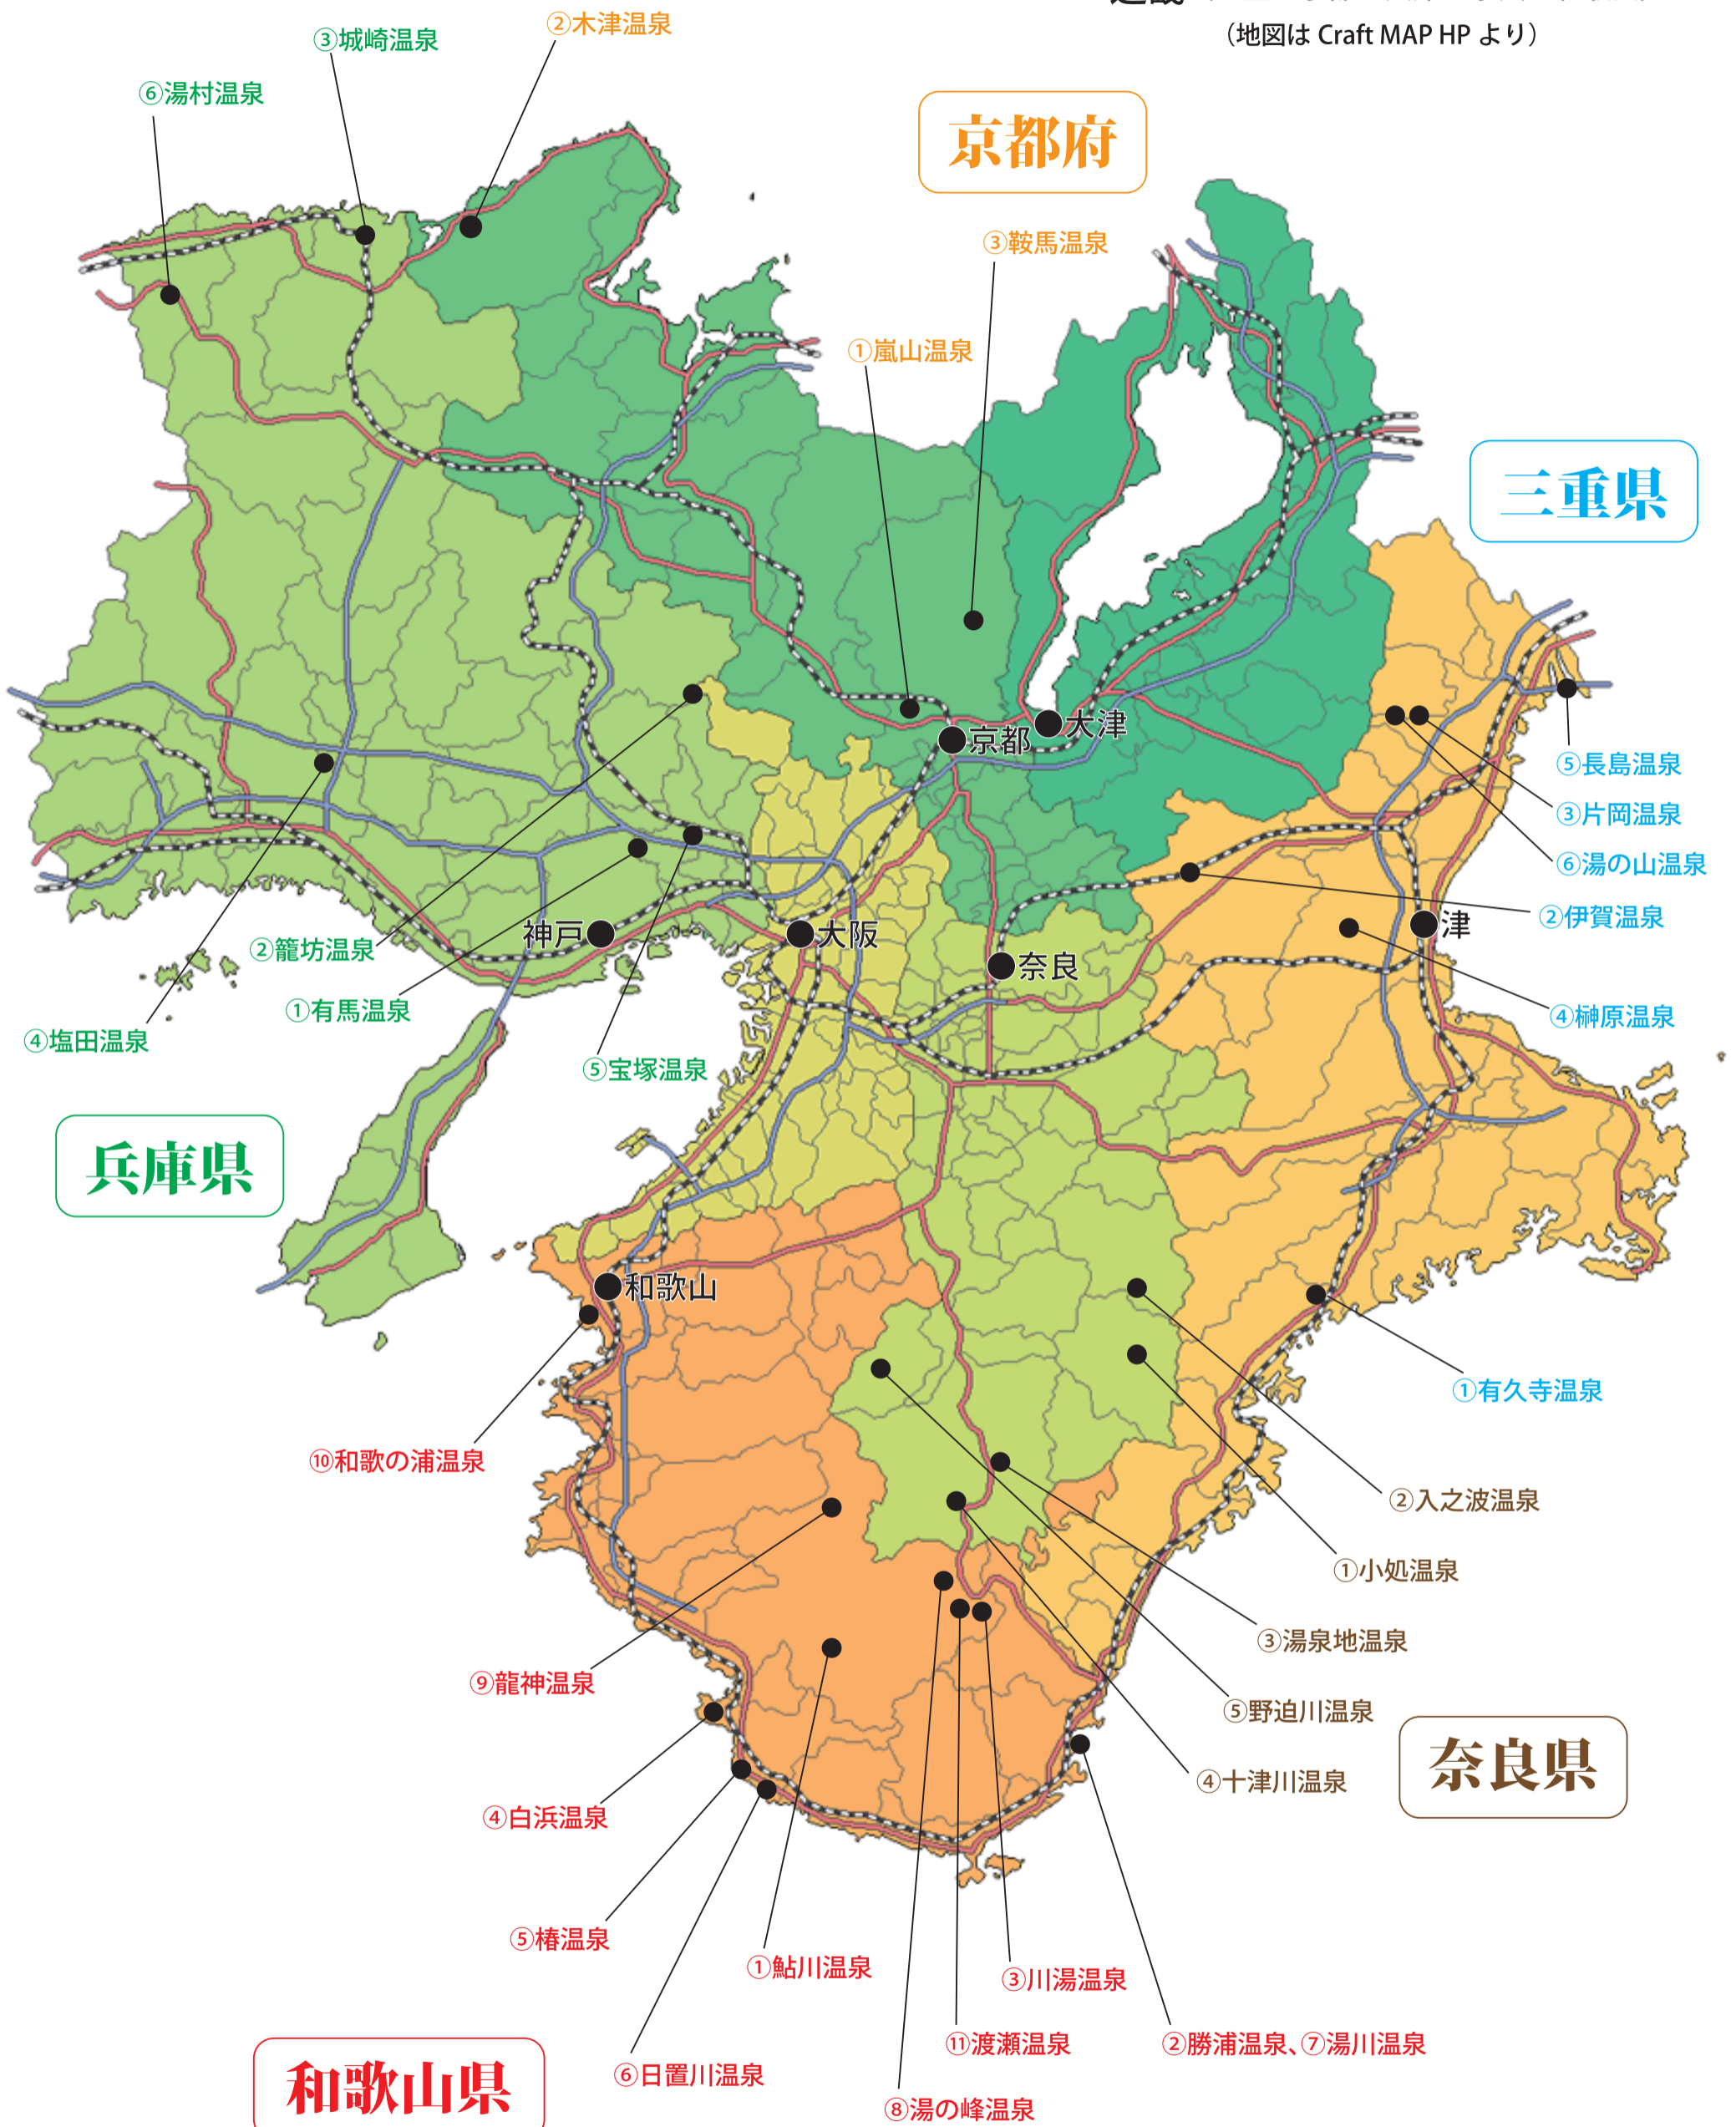 (地図は Craft MAP HP より)
②木津温泉
③城崎温泉
⑥湯村温泉
京都府
③鞍馬温泉
①嵐山温泉
三重県
大津
京都
⑤長島温泉
③片岡温泉
⑥湯の山温泉
②伊賀温泉
津
神戸
大阪
奈良
②籠坊温泉
①有馬温泉
④榊原温泉
④塩田温泉
⑤宝塚温泉
兵庫県
和歌山
①有久寺温泉
⑩和歌の浦温泉
②入之波温泉
①小処温泉
③湯泉地温泉
⑨龍神温泉
⑤野迫川温泉
奈良県
④十津川温泉
④白浜温泉
⑤椿温泉
①鮎川温泉
③川湯温泉
⑪渡瀬温泉
②勝浦温泉、⑦湯川温泉
⑥日置川温泉
和歌山県
⑧湯の峰温泉